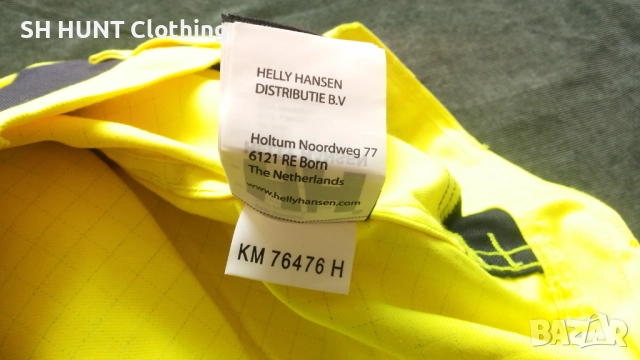 SH HUNT Clothing
HELLY HANSEN
DISTRIBUTIE B.V
Holtum Noordweg 77
6121 RE Born
The Netherlands
www.hellyhansen.com
KM 76476 H
BAZAR